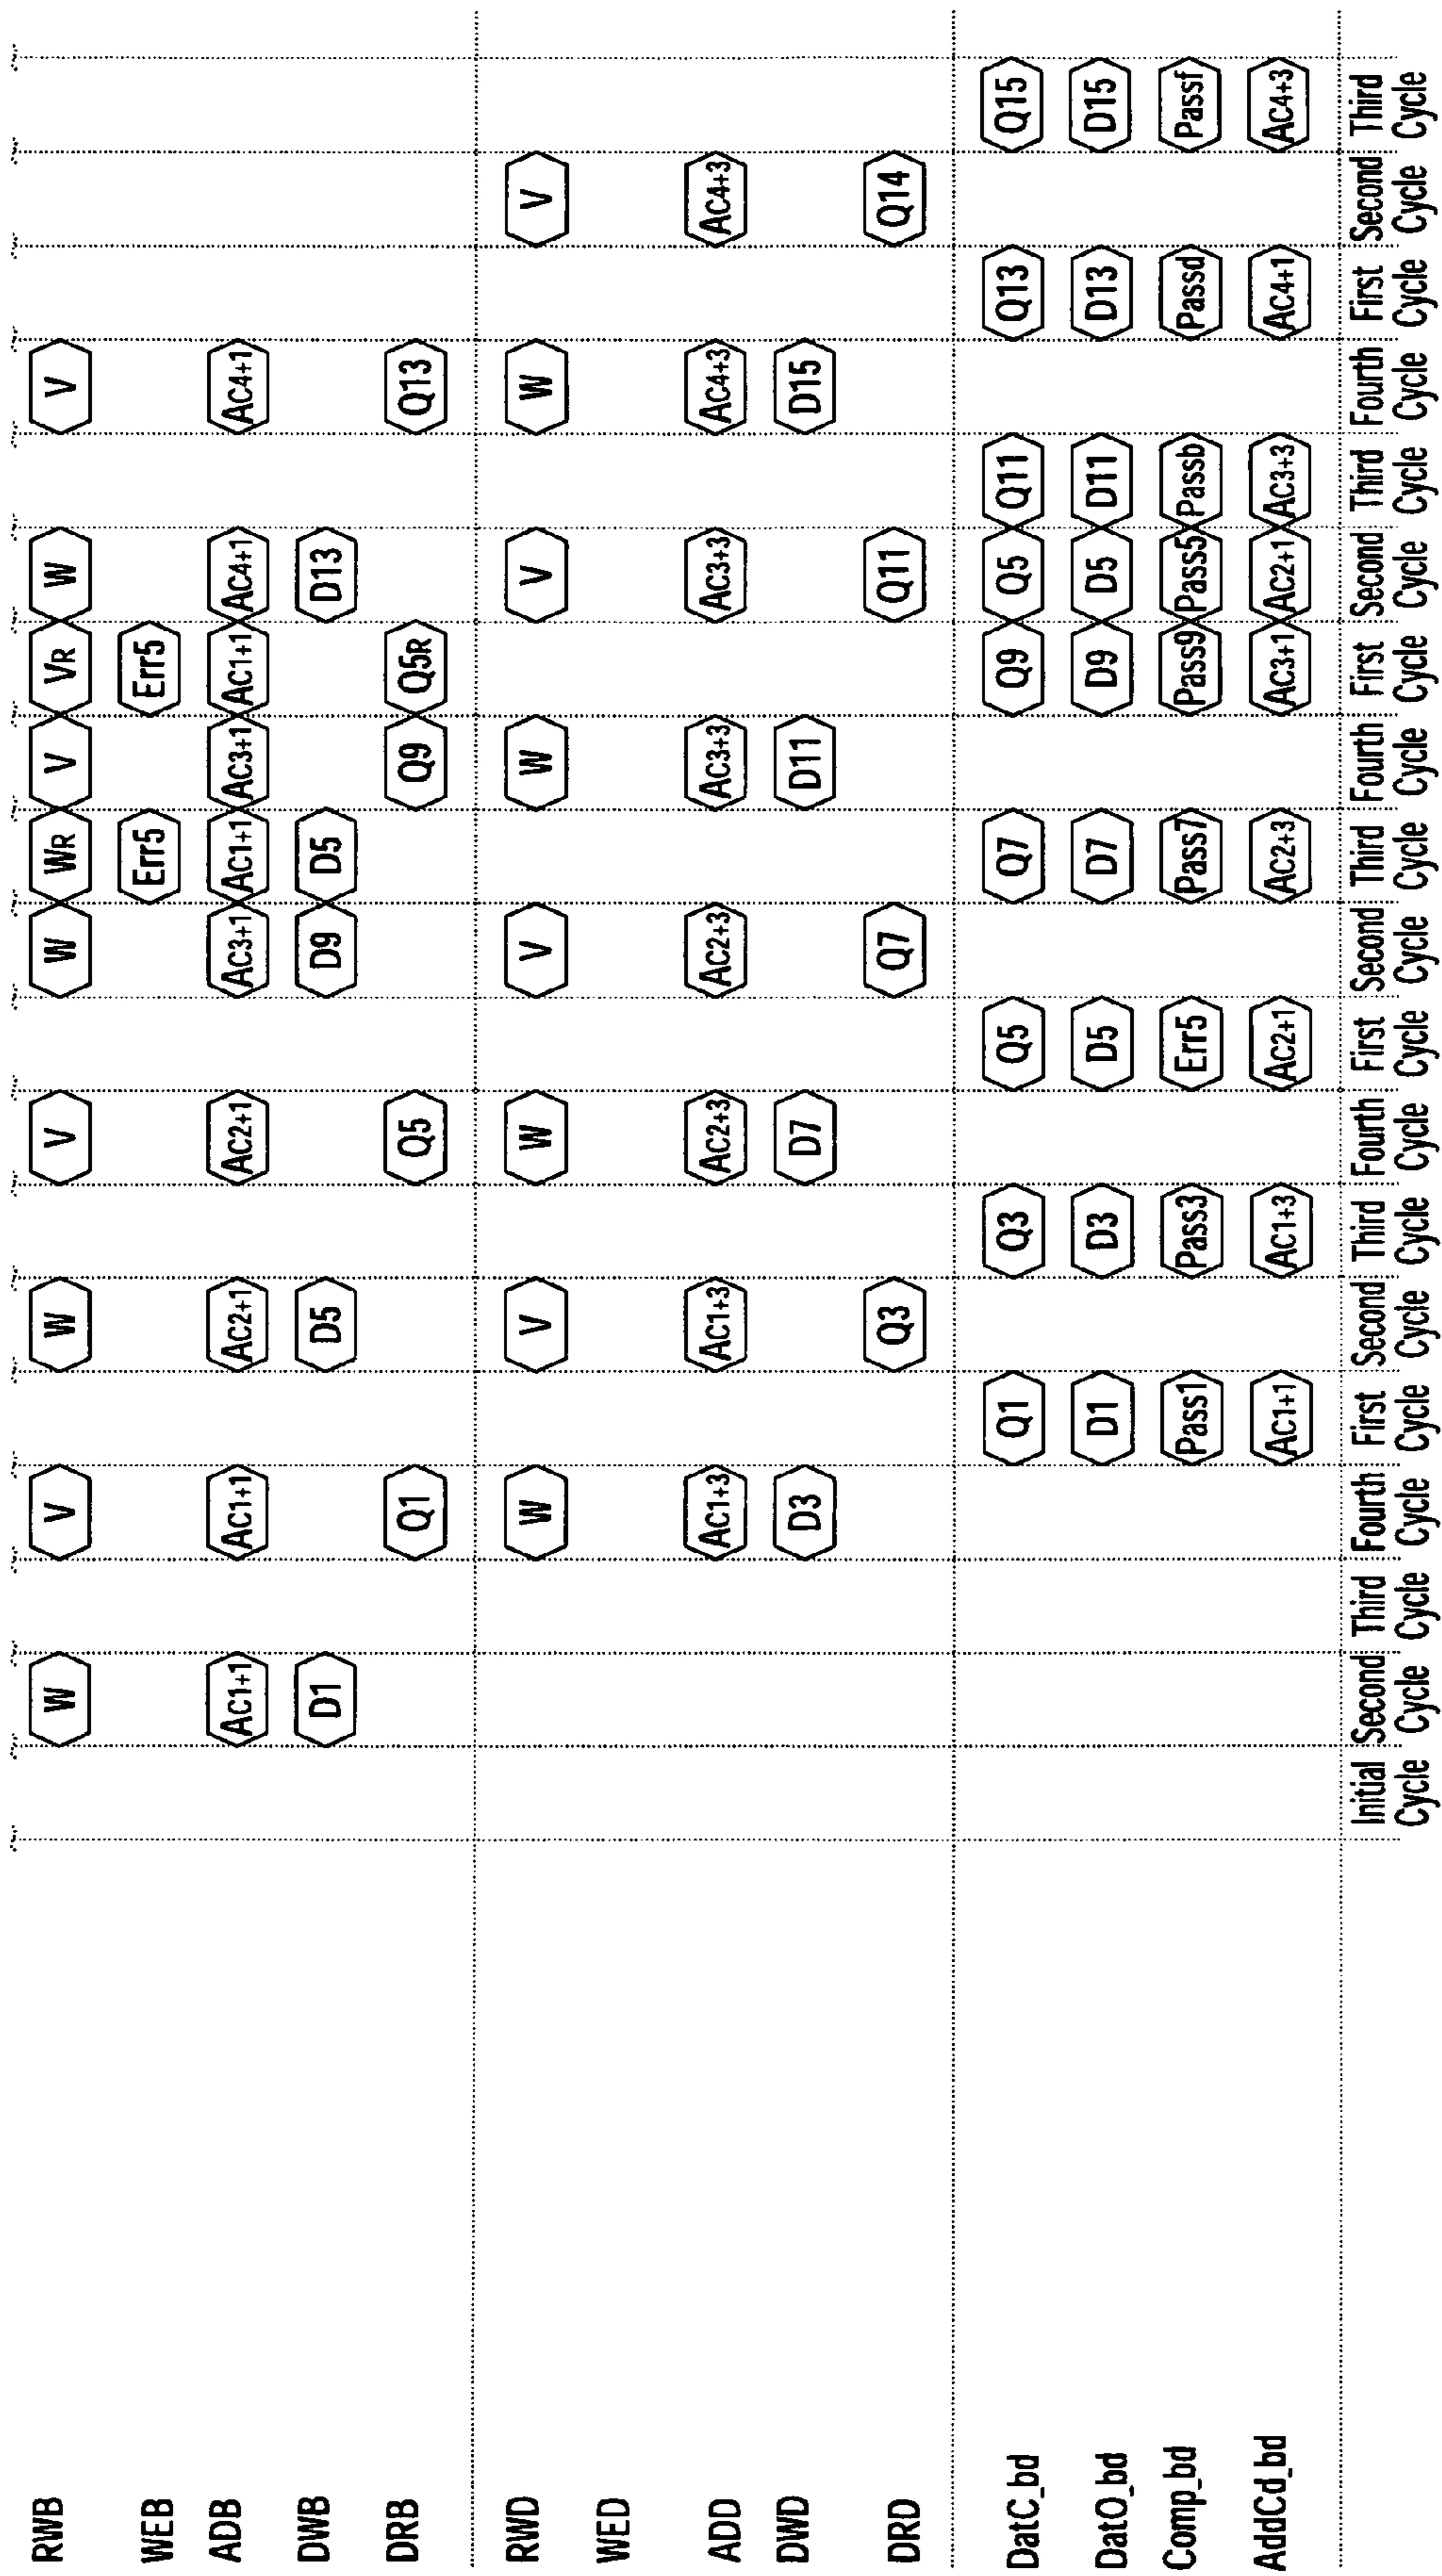 RWB W V W V W WR V VR W V
WEB Err5 Err5
ADB AC1+1 AC1+1 AC2+1 AC2+1 AC3+1 AC1+1 AC3+1 AC1+1 AC4+1 AC4+1
DWB D1 D5 D9 D5 D13
DRB Q1 Q5 Q9 Q5R Q13
RWD W V W V W V W V
WED
ADD AC1+3 AC1+3 AC2+3 AC2+3 AC3+3 AC3+3 AC4+3 AC4+3
DWD D3 D7 D11 D15
DRD Q3 Q7 Q11 Q14
DatC_bd Q1 Q3 Q5 Q7 Q9 Q5 Q11 Q13 Q15
DatO_bd D1 D3 D5 D7 D9 D5 D11 D13 D15
Comp_bd Pass1 Pass3 Err5 Pass7 Pass9 Pass5 Passb Passd Passf
AddCd_bd AC1+1 AC1+3 AC2+1 AC2+3 AC3+1 AC2+1 AC3+3 AC4+1 AC4+3
Initial Second Third Fourth First Second Third Fourth First Second Third Fourth First Second Third Fourth First Second Third
Cycle Cycle Cycle Cycle Cycle Cycle Cycle Cycle Cycle Cycle Cycle Cycle Cycle Cycle Cycle Cycle Cycle Cycle Cycle